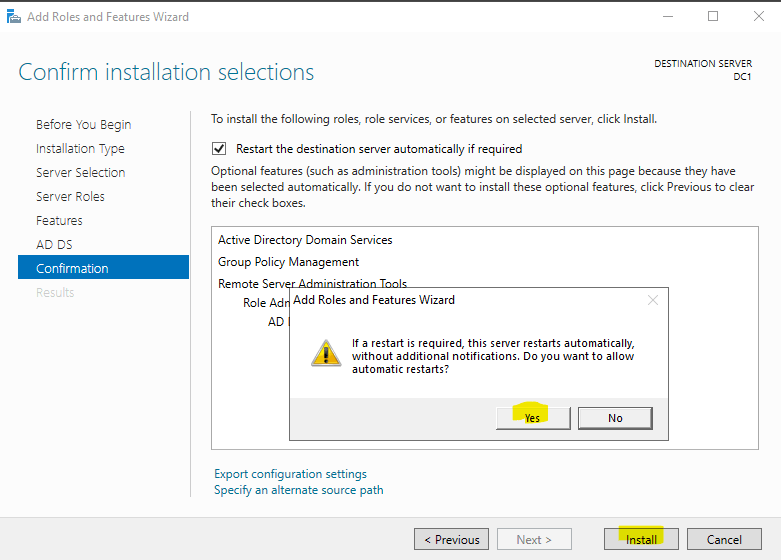 Add Roles and Features Wizard
Confirm installation selections
DESTINATION SERVER
DC1
Before You Begin
Installation Type
Server Selection
Server Roles
Features
AD DS
Confirmation
Results
To install the following roles, role services, or features on selected server, click Install.
Restart the destination server automatically if required
Optional features (such as administration tools) might be displayed on this page because they have
been selected automatically. If you do not want to install these optional features, click Previous to clear
their check boxes.
Active Directory Domain Services
Group Policy Management
Remote Server Administration Tools
Role Adm
AD
Add Roles and Features Wizard
If a restart is required, this server restarts automatically,
without additional notifications. Do you want to allow
automatic restarts?
Yes
No
Export configuration settings
Specify an alternate source path
< Previous
Next >
Install
Cancel